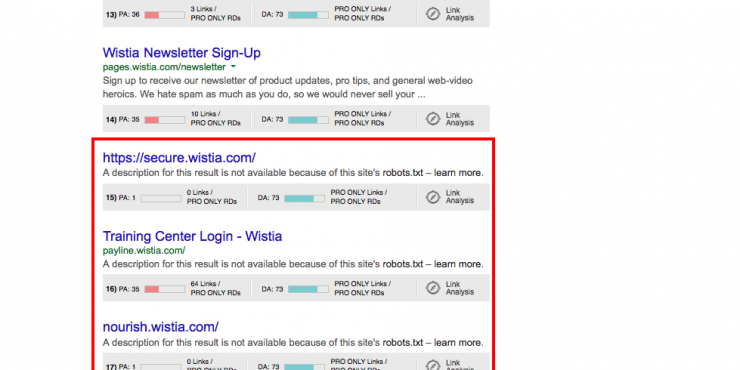 13) PA: 36 3 Links / PRO ONLY RDs DA: 73 PRO ONLY Links / PRO ONLY RDs Link Analysis
Wistia Newsletter Sign-Up
pages.wistia.com/newsletter
Sign up to receive our newsletter of product updates, pro tips, and general web-video
heroics. We hate spam as much as you do, so we would never sell your ...
14) PA: 35 10 Links / PRO ONLY RDs DA: 73 PRO ONLY Links / PRO ONLY RDs Link Analysis
https://secure.wistia.com/
A description for this result is not available because of this site's robots.txt – learn more.
15) PA: 1 0 Links / PRO ONLY RDs DA: 73 PRO ONLY Links / PRO ONLY RDs Link Analysis
Training Center Login - Wistia
payline.wistia.com/
A description for this result is not available because of this site's robots.txt – learn more.
16) PA: 35 64 Links / PRO ONLY RDs DA: 73 PRO ONLY Links / PRO ONLY RDs Link Analysis
nourish.wistia.com/
A description for this result is not available because of this site's robots.txt – learn more.
17) PA: 1 0 Links / PRO ONLY RDs DA: 73 PRO ONLY Links / PRO ONLY RDs Link Analysis